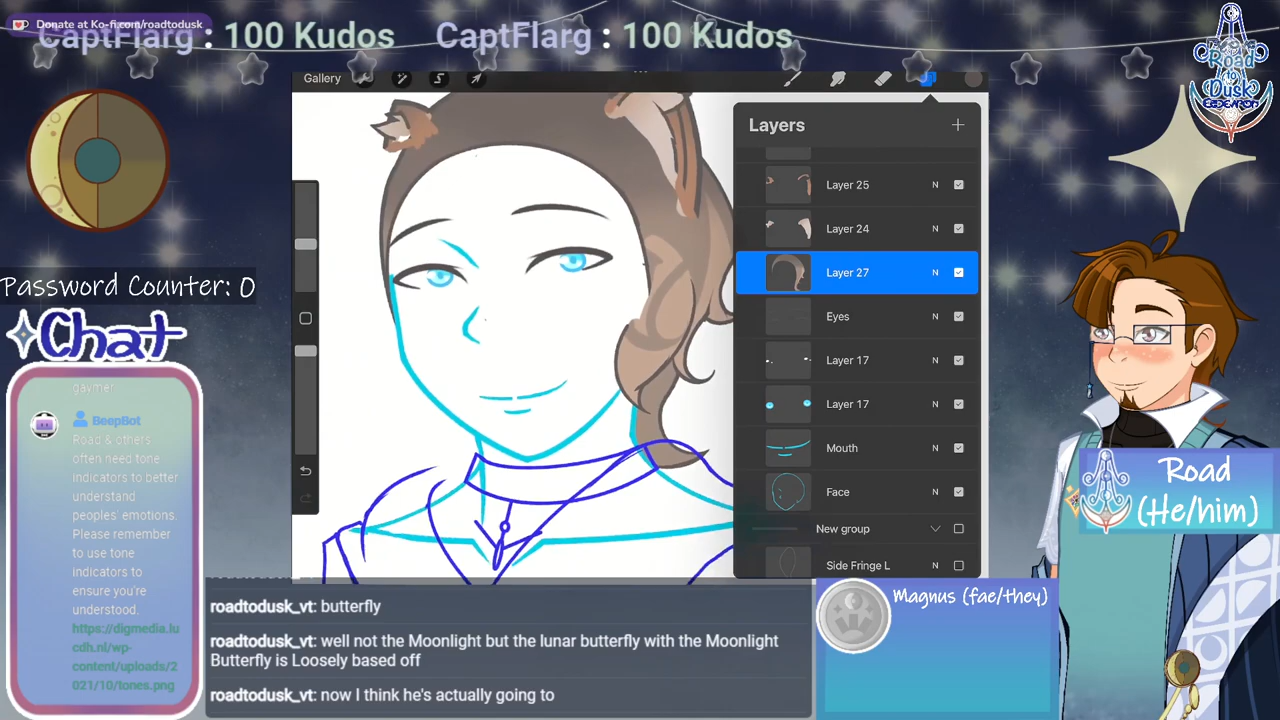 Donate at Ko-fi.com/roadtodusk
CaptFlarg : 100 Kudos CaptFlarg : 100 Kudos
Road
to
Dusk
Gallery
Layers
Layer 25 N
Layer 24 N
Layer 27 N
Eyes N
Layer 17 N
Layer 17 N
Mouth N
Face N
New group
Side Fringe L N
Password Counter: 0
Chat
gaymer
BeepBot
Road & others
often need tone
indicators to better
understand
peoples' emotions.
Please remember
to use tone
indicators to
ensure you're
understood.
https://digmedia.lu
cdh.nl/wp-
content/uploads/2
021/10/tones.png
roadtodusk_vt: butterfly
roadtodusk_vt: well not the Moonlight but the lunar butterfly with the Moonlight
Butterfly is Loosely based off
roadtodusk_vt: now I think he's actually going to
Road
(He/him)
Magnus (fae/they)